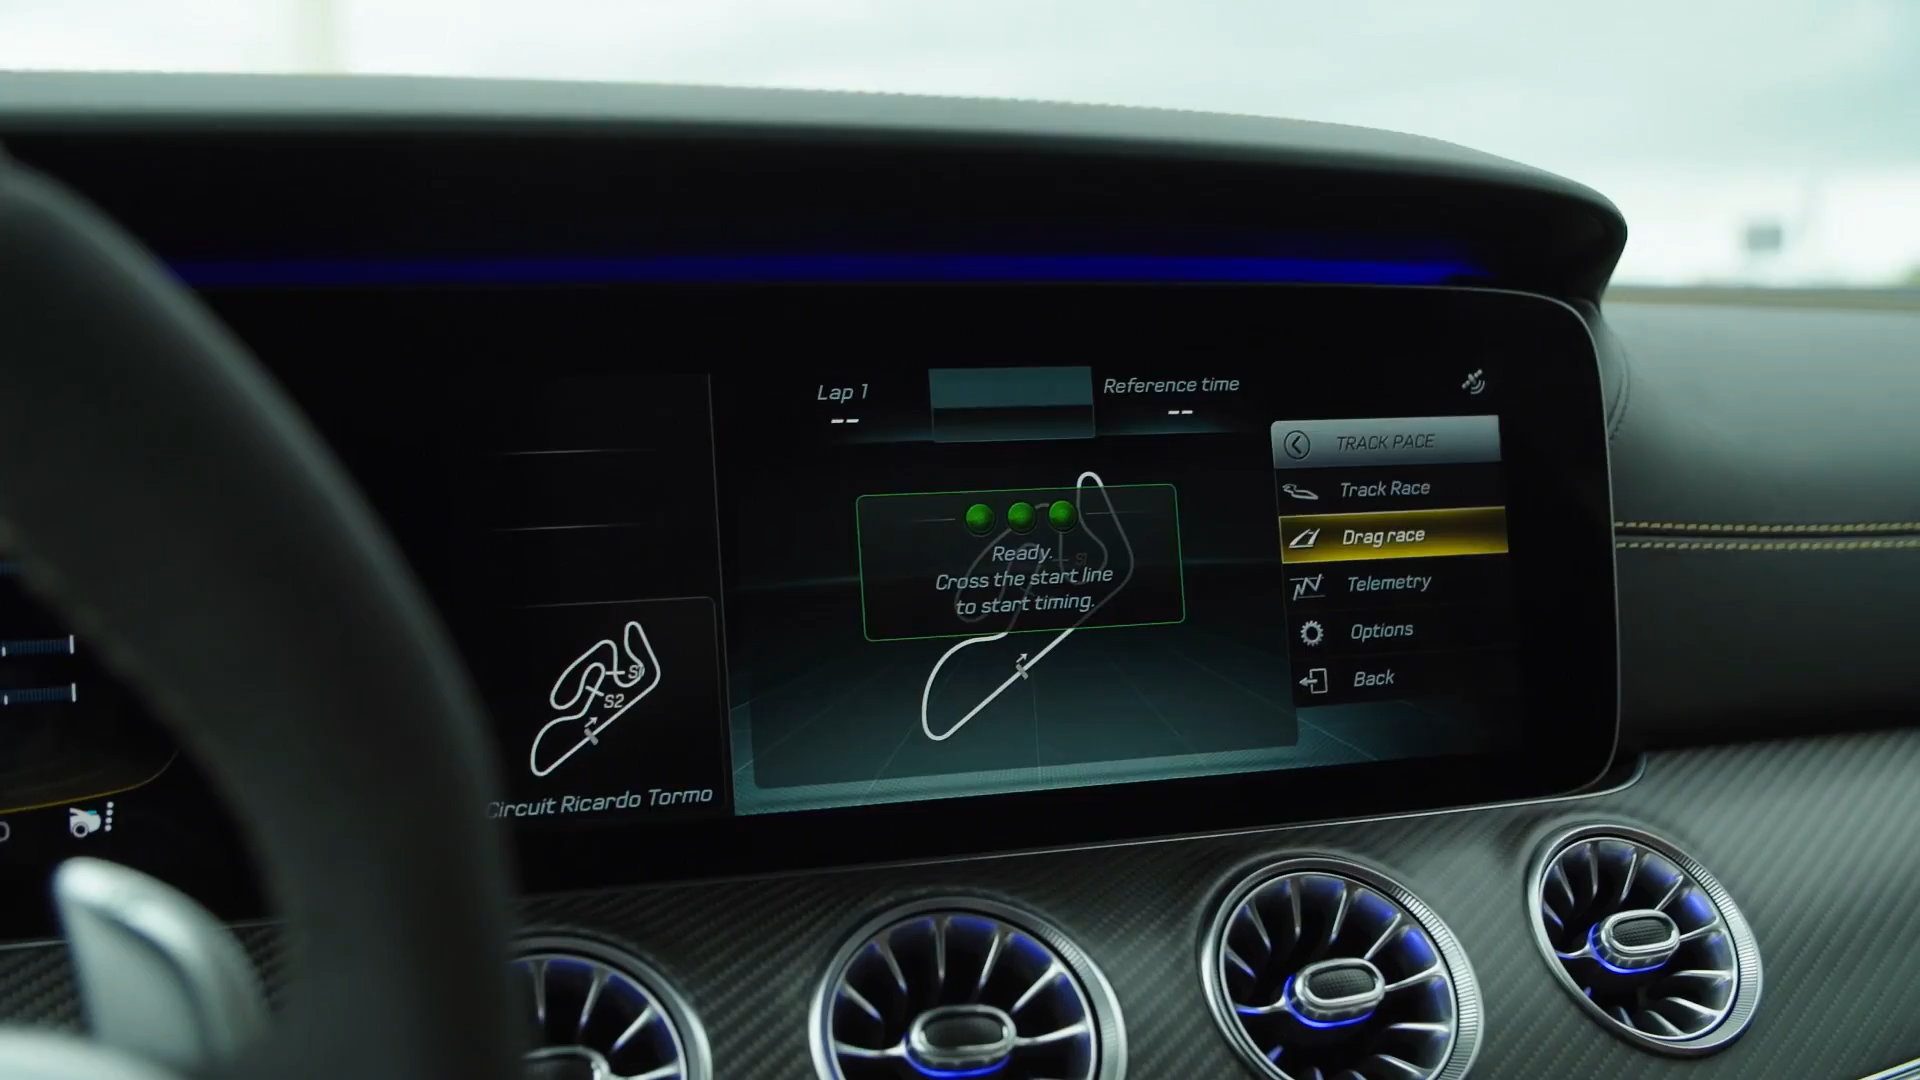 Lap 1
--
Reference time
--
TRACK PACE
Track Race
Drag race
Telemetry
Options
Back
Ready.
Cross the start line
to start timing.
S1
S2
Circuit Ricardo Tormo